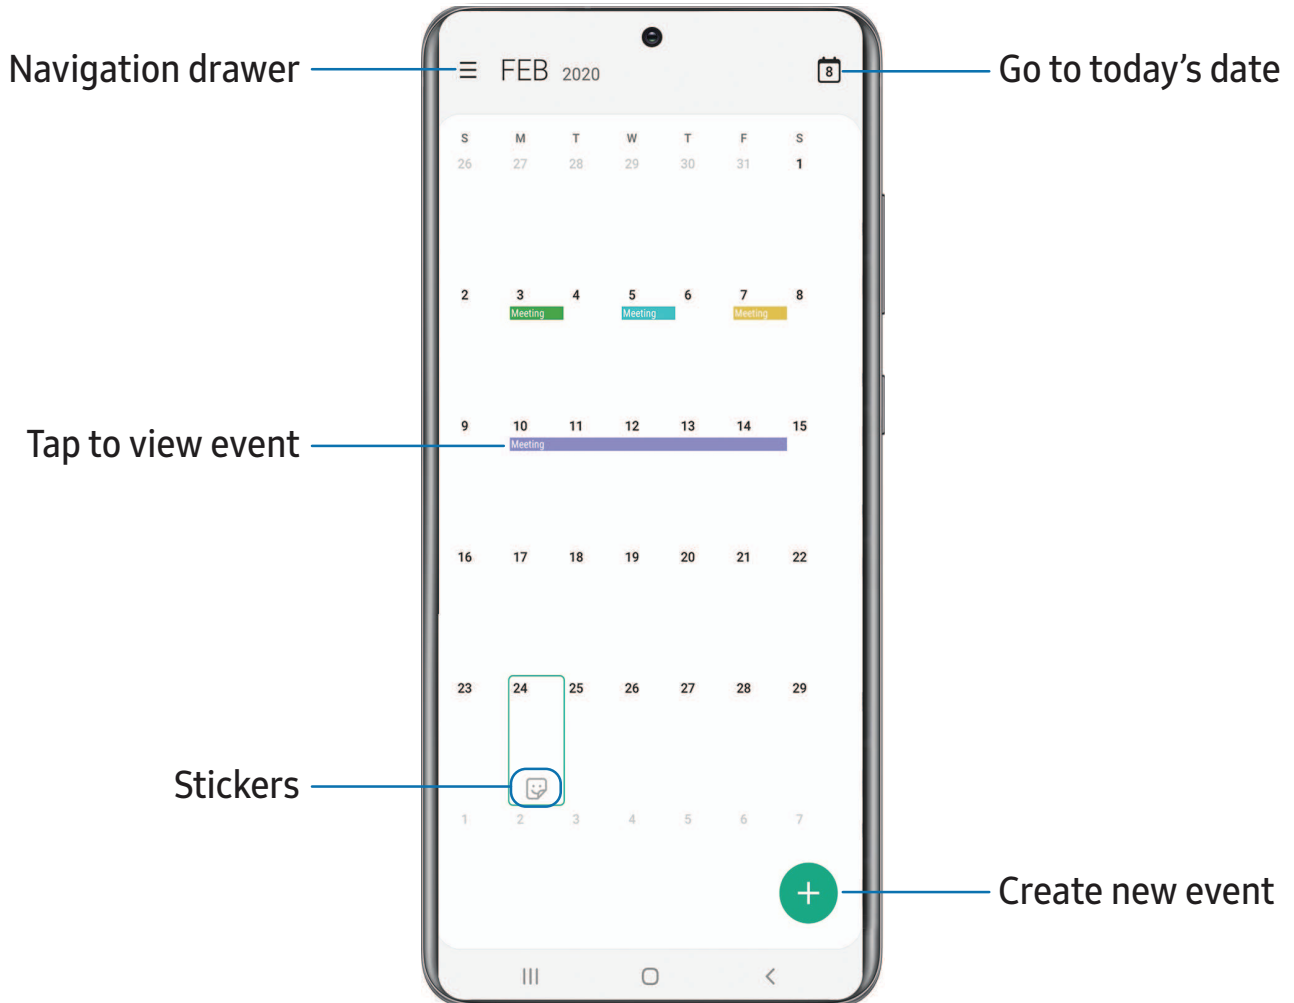 Navigation drawer
FEB 2020
8
Go to today’s date
S M T W T F S
26 27 28 29 30 31 1
2 3 4 5 6 7 8
Meeting Meeting Meeting
9 10 11 12 13 14 15
Tap to view event
Meeting
16 17 18 19 20 21 22
23 24 25 26 27 28 29
Stickers
1 2 3 4 5 6 7
Create new event